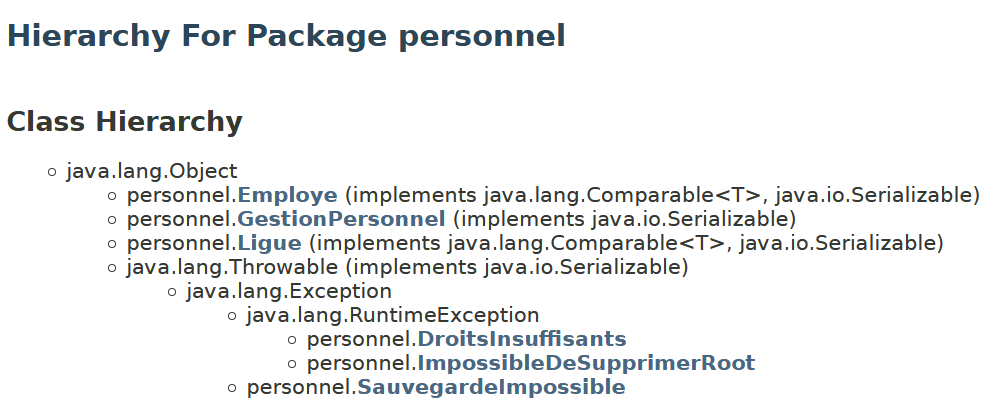 Hierarchy For Package personnel
Class Hierarchy
java.lang.Object
personnel.Employe (implements java.lang.Comparable<T>, java.io.Serializable)
personnel.GestionPersonnel (implements java.io.Serializable)
personnel.Ligue (implements java.lang.Comparable<T>, java.io.Serializable)
java.lang.Throwable (implements java.io.Serializable)
java.lang.Exception
java.lang.RuntimeException
personnel.DroitsInsuffisants
personnel.ImpossibleDeSupprimerRoot
personnel.SauvegardeImpossible